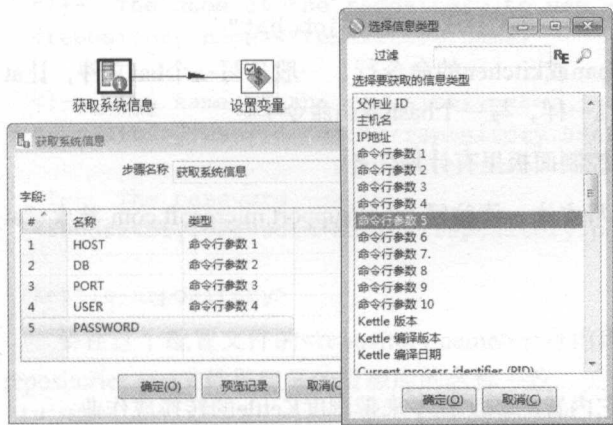 获取系统信息
设置变量
获取系统信息
步骤名称 获取系统信息
字段:
# 名称 类型
1 HOST 命令行参数 1
2 DB 命令行参数 2
3 PORT 命令行参数 3
4 USER 命令行参数 4
5 PASSWORD
确定(O) 预览记录 取消(C
选择信息类型
过滤
选择要获取的信息类型
父作业 ID
主机名
IP地址
命令行参数 1
命令行参数 2
命令行参数 3
命令行参数 4
命令行参数 5
命令行参数 6
命令行参数 7.
命令行参数 8
命令行参数 9
命令行参数 10
Kettle 版本
Kettle 编译版本
Kettle 编译日期
Current process identifier (PID)
确定(O) 取消(C)